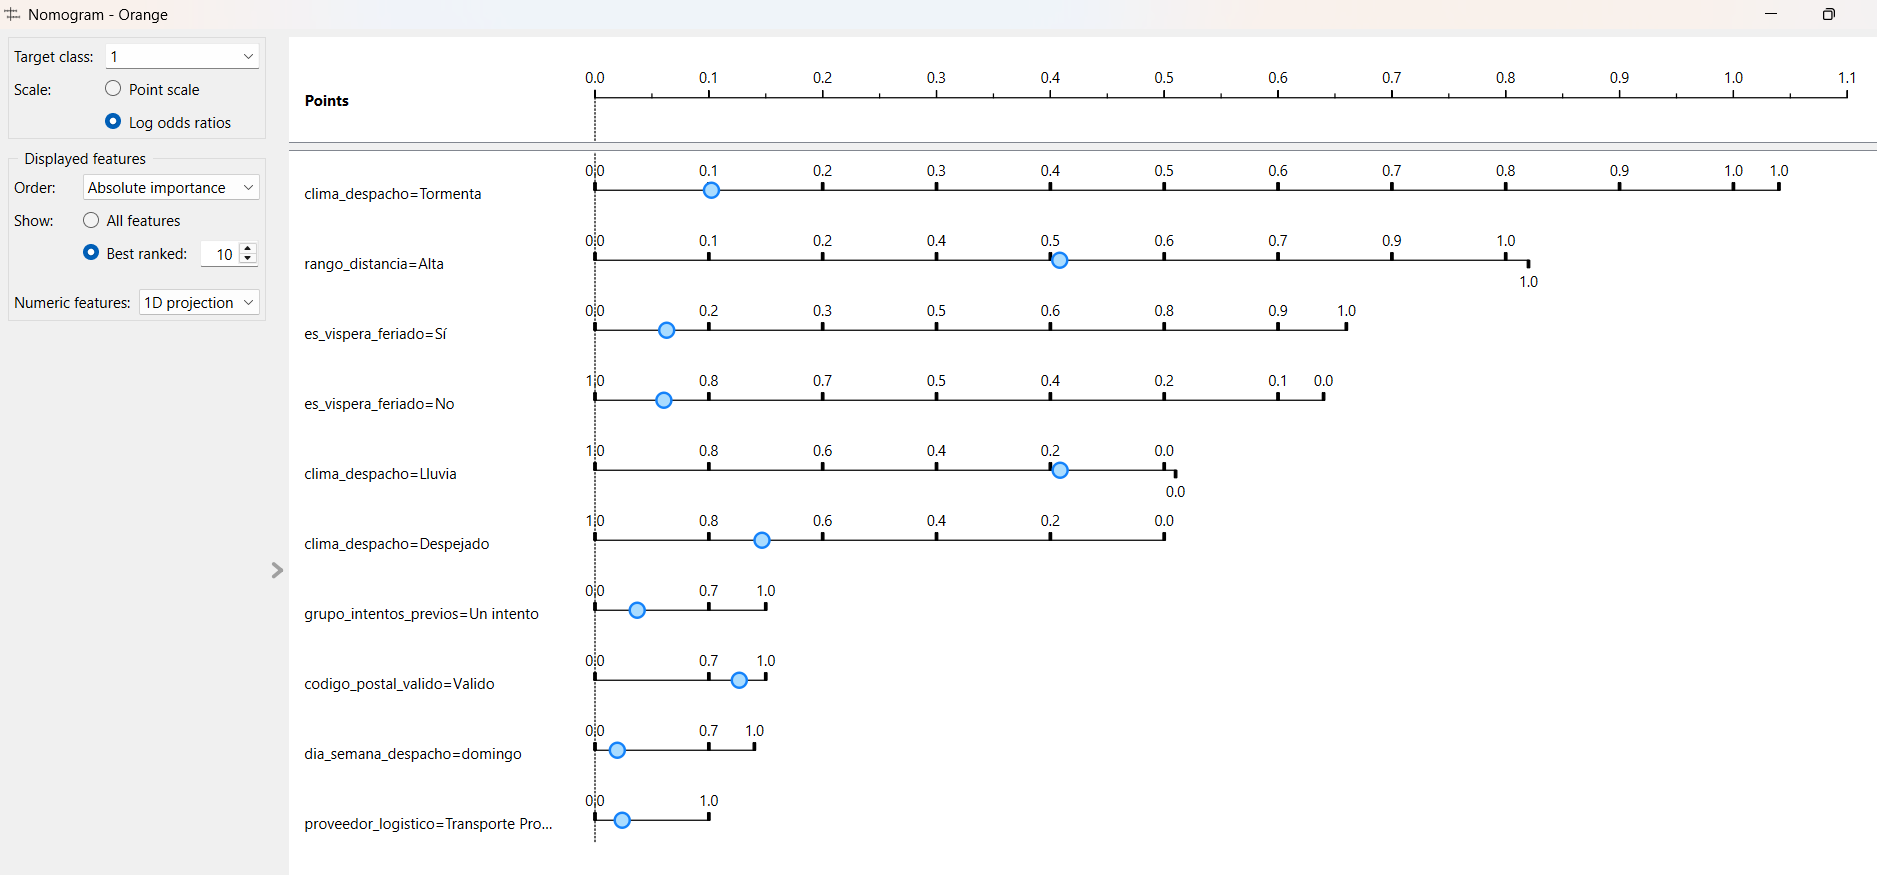 Nomogram - Orange
Target class: 1
Scale: Point scale
Log odds ratios
Displayed features
Order: Absolute importance
Show: All features
Best ranked: 10
Numeric features: 1D projection
0.0 0.1 0.2 0.3 0.4 0.5 0.6 0.7 0.8 0.9 1.0 1.1
Points
0.0 0.1 0.2 0.3 0.4 0.5 0.6 0.7 0.8 0.9 1.0 1.0
clima_despacho=Tormenta
0.0 0.1 0.2 0.4 0.5 0.6 0.7 0.9 1.0
rango_distancia=Alta
1.0
0.0 0.2 0.3 0.5 0.6 0.8 0.9 1.0
es_vispera_feriado=Sí
1.0 0.8 0.7 0.5 0.4 0.2 0.1 0.0
es_vispera_feriado=No
1.0 0.8 0.6 0.4 0.2 0.0
clima_despacho=Lluvia
0.0
1.0 0.8 0.6 0.4 0.2 0.0
clima_despacho=Despejado
0.0 0.7 1.0
grupo_intentos_previos=Un intento
0.0 0.7 1.0
codigo_postal_valido=Valido
0.0 0.7 1.0
dia_semana_despacho=domingo
0.0 1.0
proveedor_logistico=Transporte Pro...